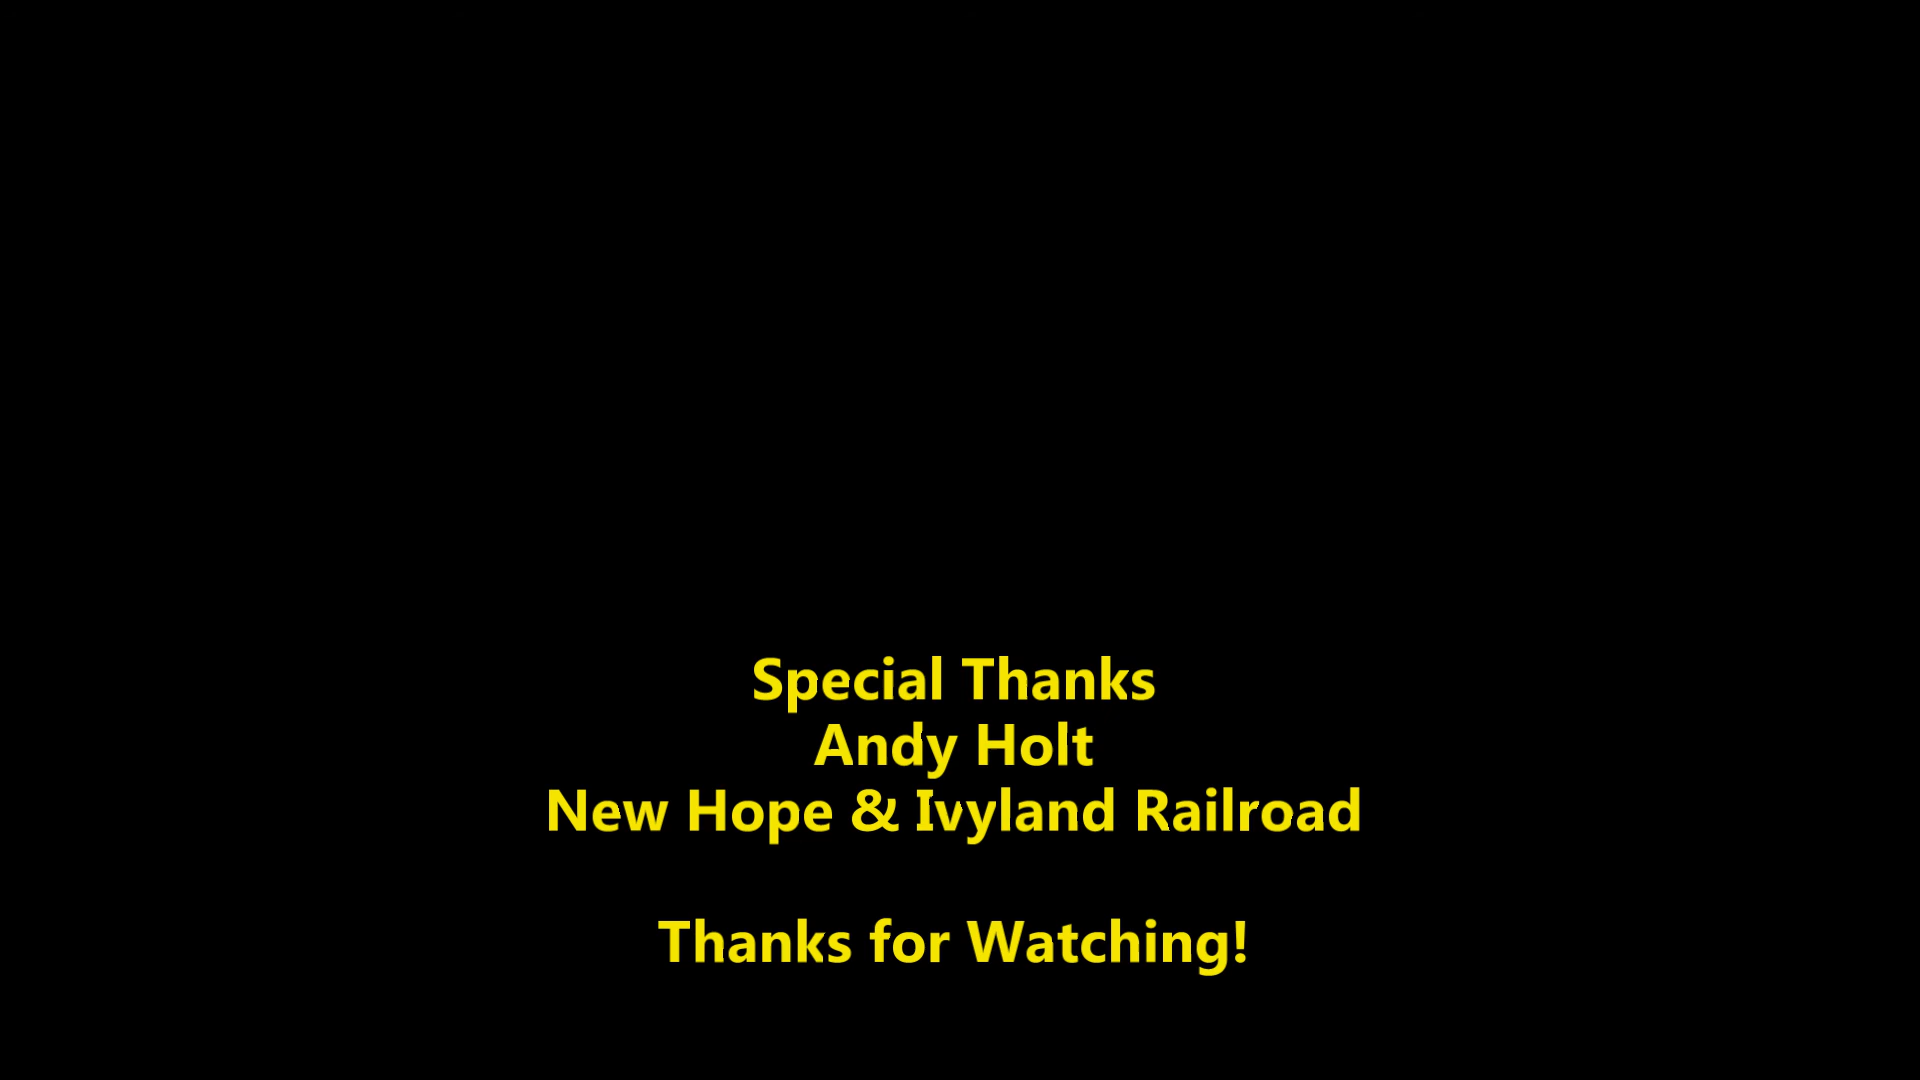 Special Thanks
Andy Holt
New Hope & Ivyland Railroad
Thanks for Watching!